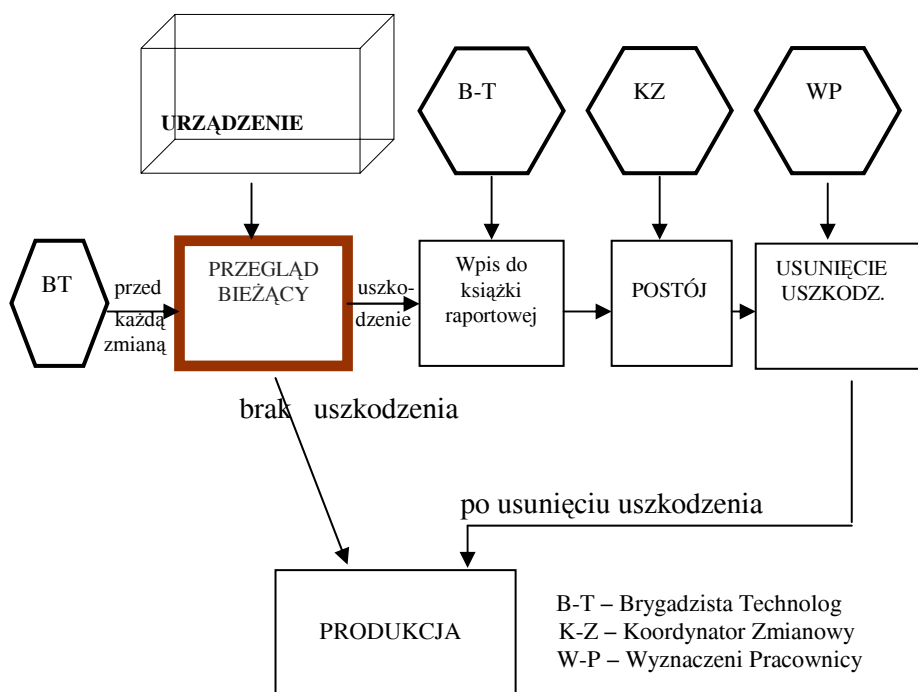 B-T
KZ
WP
URZĄDZENIE
BT
przed
każdą
zmianą
PRZEGLĄD
BIEŻĄCY
uszko-
dzenie
Wpis do
książki
raportowej
POSTÓJ
USUNIĘCIE
USZKODZ.
brak uszkodzenia
po usunięciu uszkodzenia
PRODUKCJA
B-T – Brygadzista Technolog
K-Z – Koordynator Zmianowy
W-P – Wyznaczeni Pracownicy